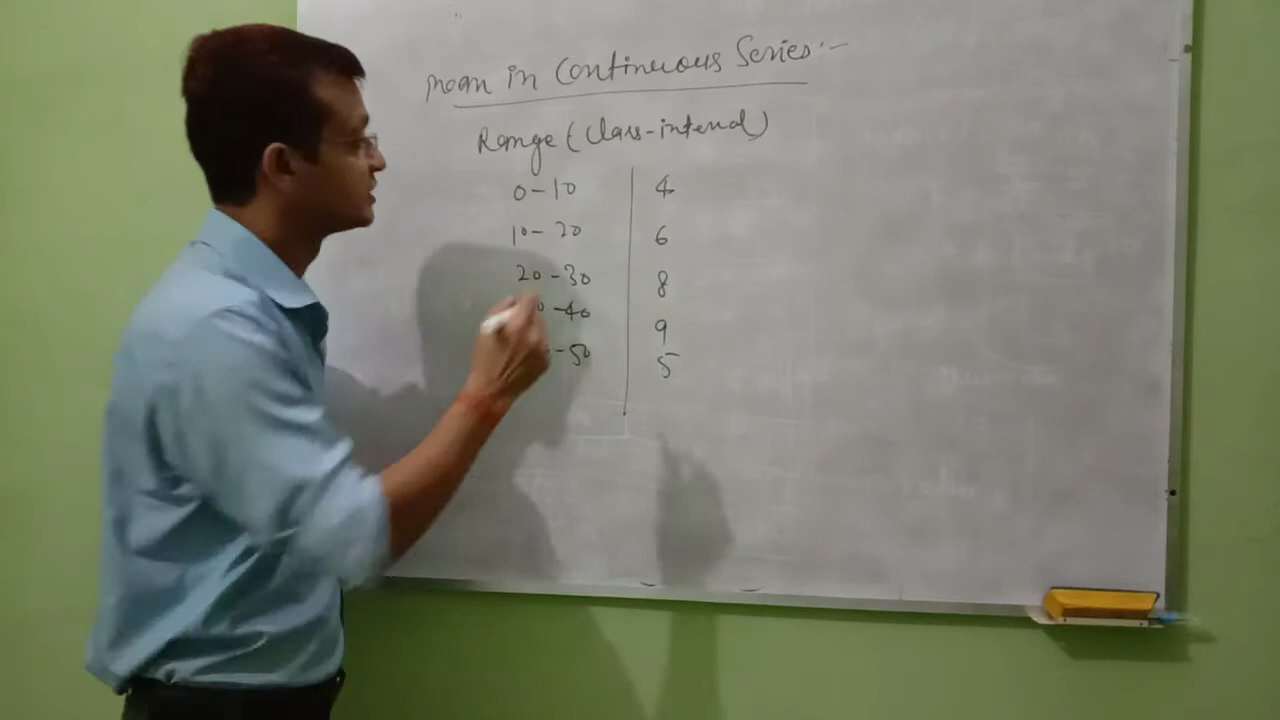 mean in Continuous Series:-
Range (Class-interval)
0-10 4
10-20 6
20-30 8
0-40 9
-50 5